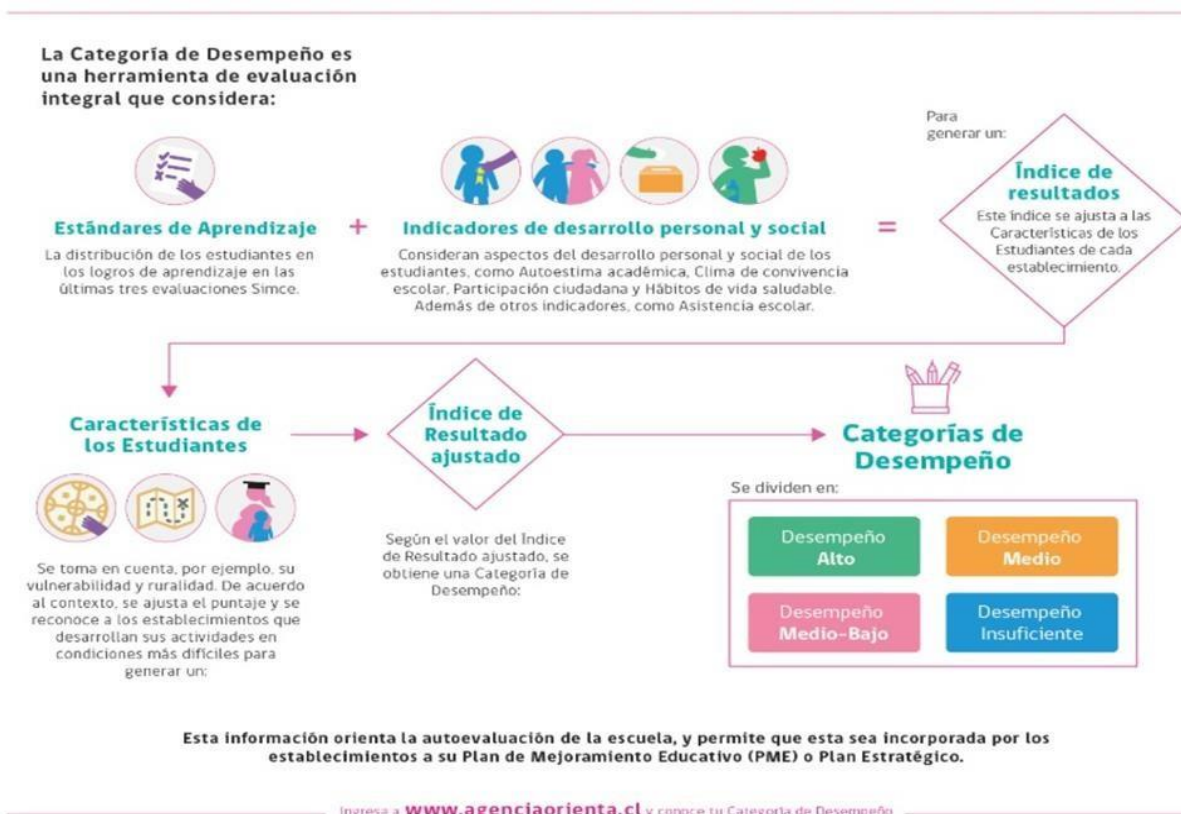 La Categoría de Desempeño es
una herramienta de evaluación
integral que considera:
Estándares de Aprendizaje
La distribución de los estudiantes en
los logros de aprendizaje en las
últimas tres evaluaciones Simce.
+
Indicadores de desarrollo personal y social
Consideran aspectos del desarrollo personal y social de los
estudiantes, como Autoestima académica, Clima de convivencia
escolar, Participación ciudadana y Hábitos de vida saludable.
Además de otros indicadores, como Asistencia escolar.
=
Para
generar un:
Índice de
resultados
Este índice se ajusta a las
Características de los
Estudiantes de cada
establecimiento.
Características de
los Estudiantes
Se toma en cuenta, por ejemplo, su
vulnerabilidad y ruralidad. De acuerdo
al contexto, se ajusta el puntaje y se
reconoce a los establecimientos que
desarrollan sus actividades en
condiciones más difíciles para
generar un:
Índice de
Resultado
ajustado
Según el valor del Índice
de Resultado ajustado, se
obtiene una Categoría de
Desempeño:
Categorías de
Desempeño
Se dividen en:
Desempeño
Alto
Desempeño
Medio
Desempeño
Medio-Bajo
Desempeño
Insuficiente
Esta información orienta la autoevaluación de la escuela, y permite que esta sea incorporada por los
establecimientos a su Plan de Mejoramiento Educativo (PME) o Plan Estratégico.
Ingresa a www.agenciaorienta.cl y conoce tu Categoría de Desempeño